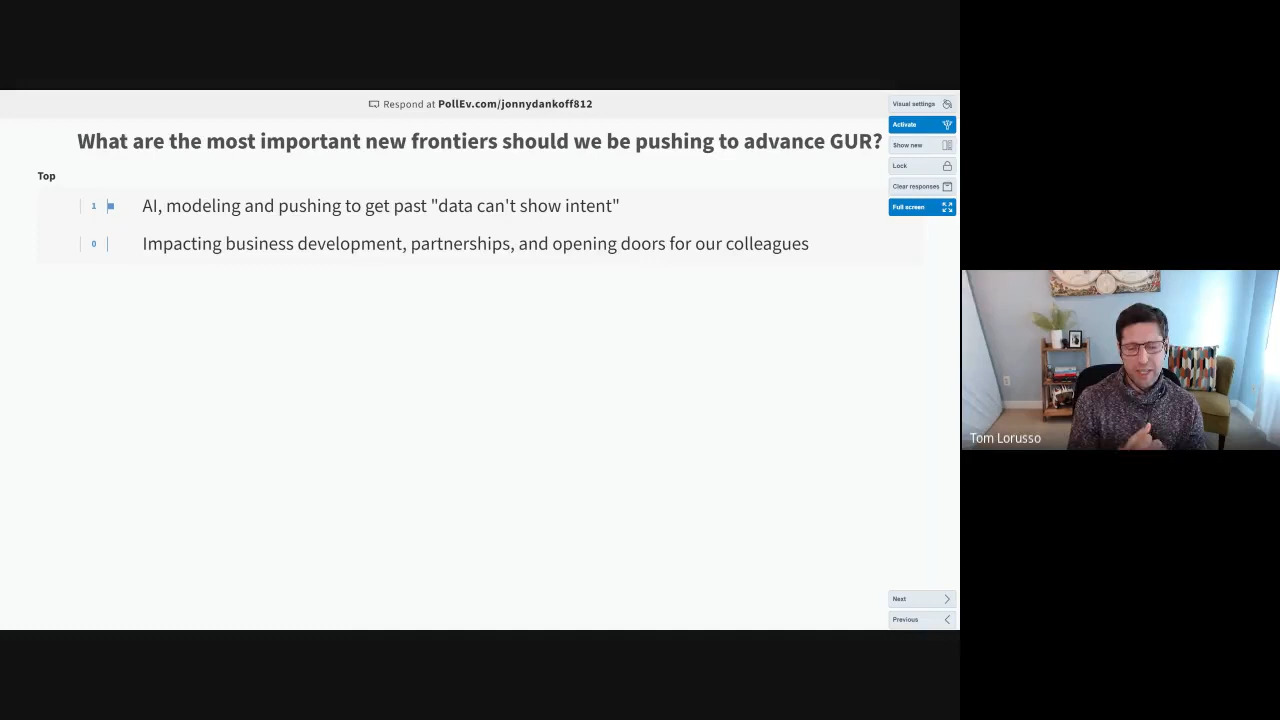 Respond at PollEv.com/jonnydankoff812
What are the most important new frontiers should we be pushing to advance GUR?
Top
1 AI, modeling and pushing to get past "data can't show intent"
0 Impacting business development, partnerships, and opening doors for our colleagues
Visual settings
Activate
Show new
Lock
Clear responses
Full screen
Next
Previous
Tom Lorusso